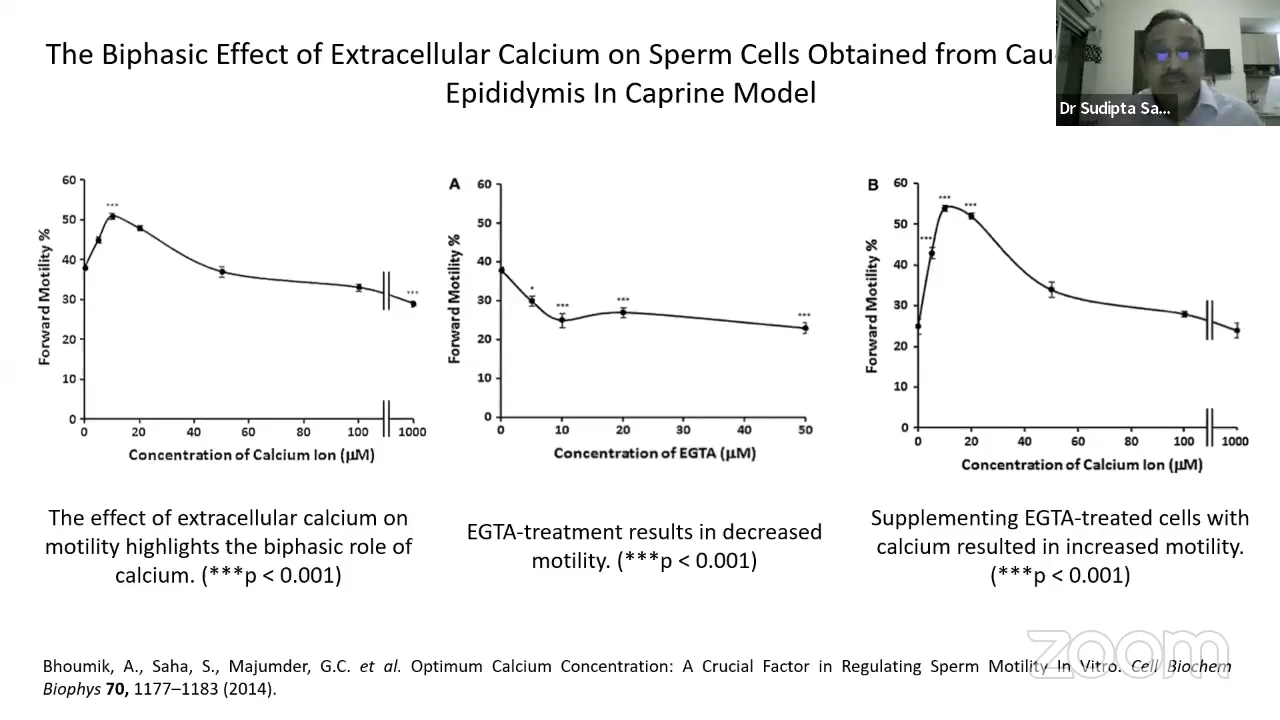 The Biphasic Effect of Extracellular Calcium on Sperm Cells Obtained from
Epididymis In Caprine Model
Dr Sudipta Sa...
60
50
40
30
20
10
0
Forward Motility %
***
***
0 20 40 60 80 100 1000
Concentration of Calcium Ion (μM)
A
60
50
40
30
20
10
0
Forward Motility %
*
***
***
***
0 10 20 30 40 50
Concentration of EGTA (μM)
B
60
50
40
30
20
10
0
Forward Motility %
***
***
***
0 20 40 60 80 100 1000
Concentration of Calcium Ion (μM)
The effect of extracellular calcium on
motility highlights the biphasic role of
calcium. (***p < 0.001)
EGTA-treatment results in decreased
motility. (***p < 0.001)
Supplementing EGTA-treated cells with
calcium resulted in increased motility.
(***p < 0.001)
zoom
Bhoumik, A., Saha, S., Majumder, G.C. et al. Optimum Calcium Concentration: A Crucial Factor in Regulating Sperm Motility In Vitro. Cell Biochem
Biophys 70, 1177–1183 (2014).